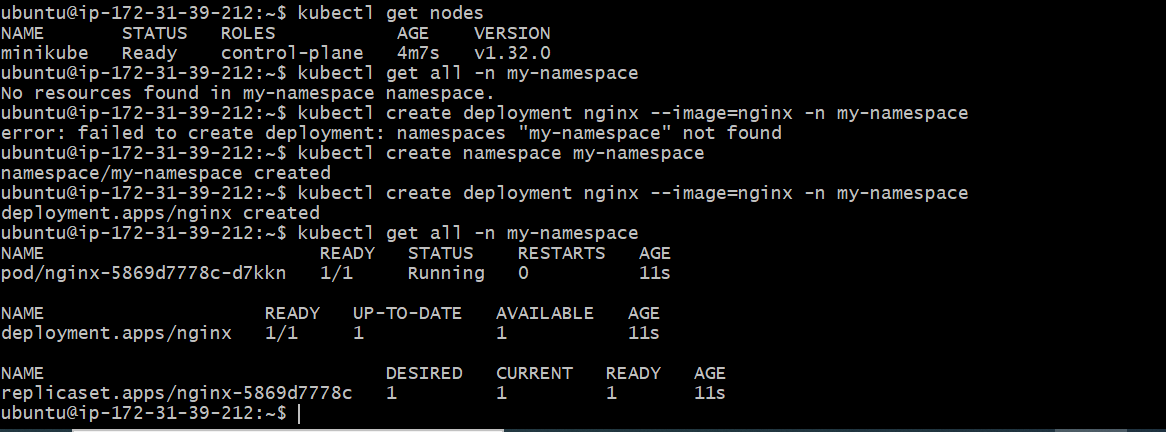 ubuntu@ip-172-31-39-212:~$ kubectl get nodes
NAME       STATUS   ROLES           AGE    VERSION
minikube   Ready    control-plane   4m7s   v1.32.0
ubuntu@ip-172-31-39-212:~$ kubectl get all -n my-namespace
No resources found in my-namespace namespace.
ubuntu@ip-172-31-39-212:~$ kubectl create deployment nginx --image=nginx -n my-namespace
error: failed to create deployment: namespaces "my-namespace" not found
ubuntu@ip-172-31-39-212:~$ kubectl create namespace my-namespace
namespace/my-namespace created
ubuntu@ip-172-31-39-212:~$ kubectl create deployment nginx --image=nginx -n my-namespace
deployment.apps/nginx created
ubuntu@ip-172-31-39-212:~$ kubectl get all -n my-namespace
NAME                         READY   STATUS    RESTARTS   AGE
pod/nginx-5869d7778c-d7kkn   1/1     Running   0          11s

NAME                    READY   UP-TO-DATE   AVAILABLE   AGE
deployment.apps/nginx   1/1     1            1           11s

NAME                               DESIRED   CURRENT   READY   AGE
replicaset.apps/nginx-5869d7778c   1         1         1       11s
ubuntu@ip-172-31-39-212:~$